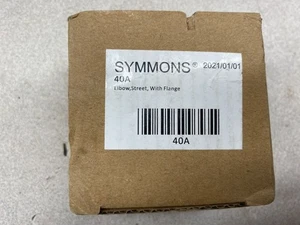 SYMMONS® 2021/01/01
40A
Elbow,Street, With Flange
40A